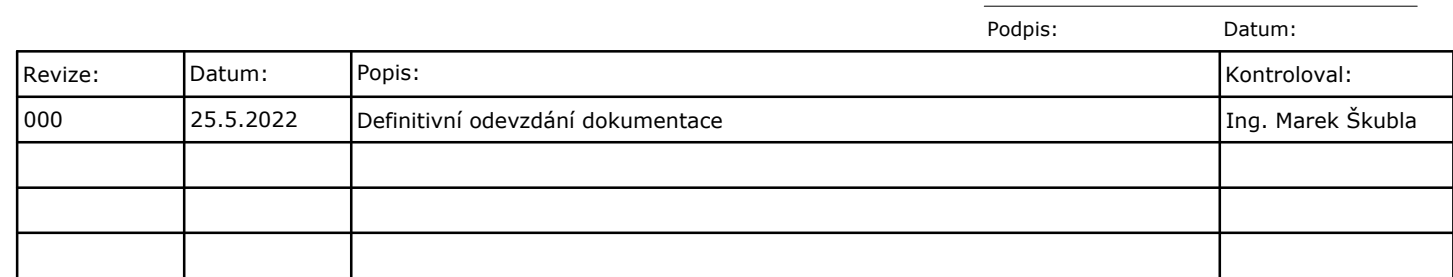 Podpis: Datum:
Revize: Datum: Popis: Kontroloval:
000 25.5.2022 Definitivní odevzdání dokumentace Ing. Marek Škubla